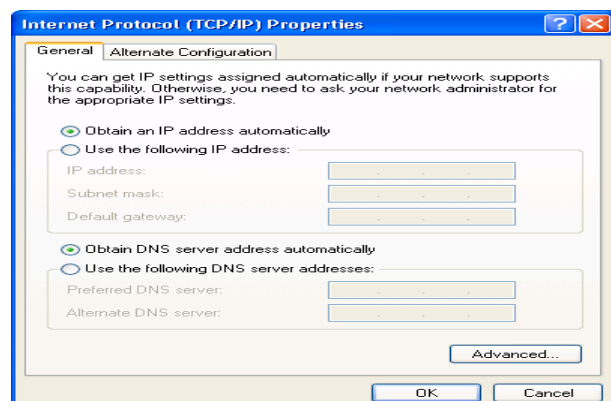 Internet Protocol (TCP/IP) Properties
General
Alternate Configuration
You can get IP settings assigned automatically if your network supports
this capability. Otherwise, you need to ask your network administrator for
the appropriate IP settings.
Obtain an IP address automatically
Use the following IP address:
IP address:
Subnet mask:
Default gateway:
Obtain DNS server address automatically
Use the following DNS server addresses:
Preferred DNS server:
Alternate DNS server:
Advanced...
OK
Cancel